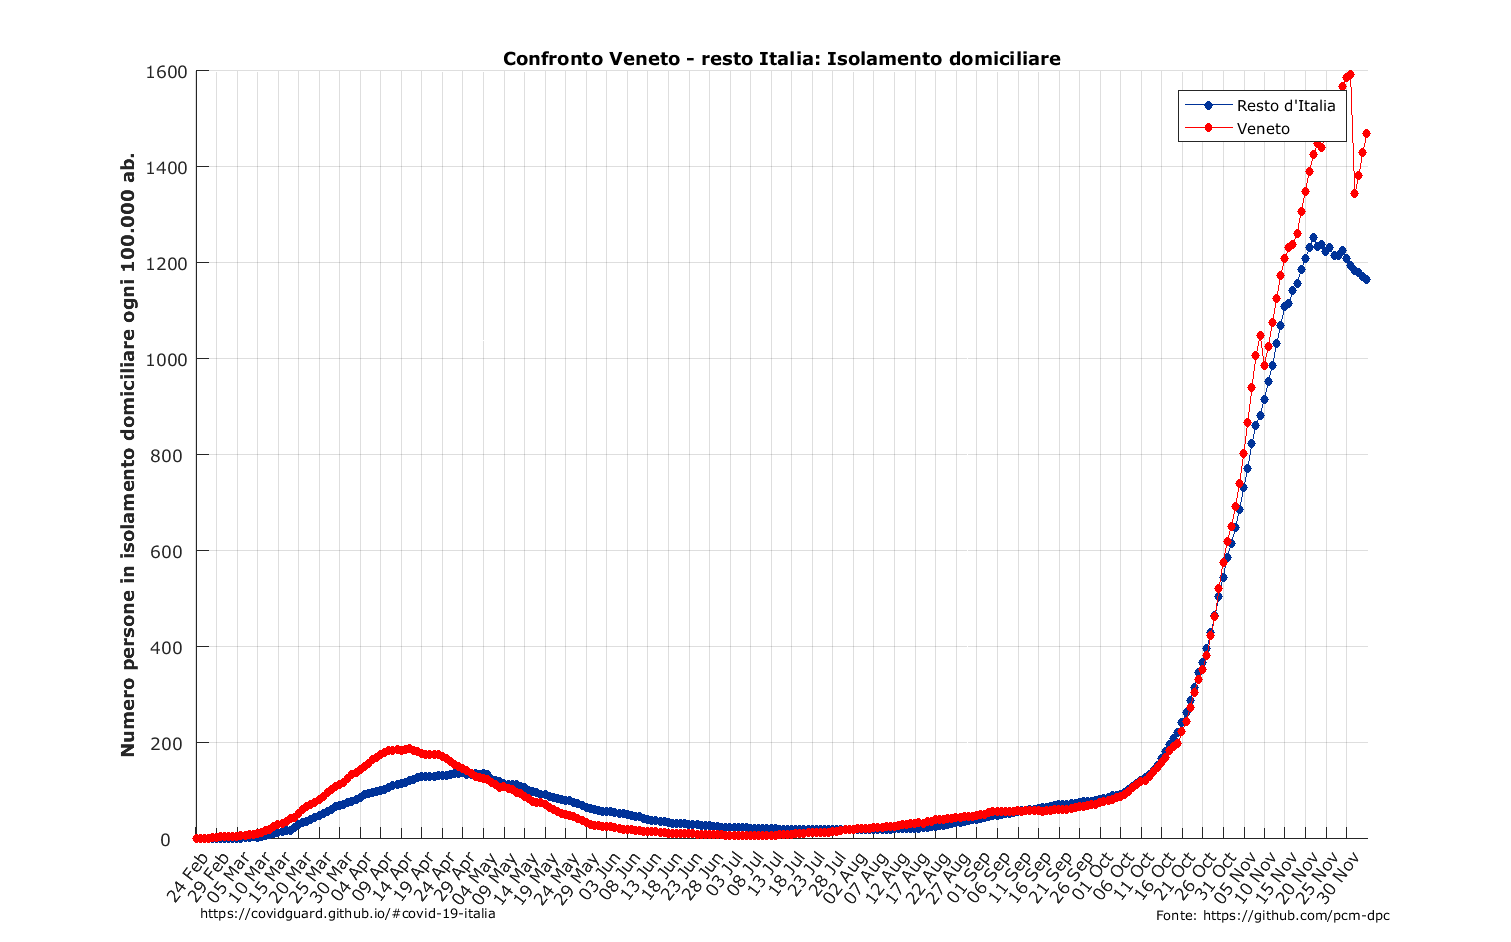 Confronto Veneto - resto Italia: Isolamento domiciliare
Numero persone in isolamento domiciliare ogni 100.000 ab.
1600
1400
1200
1000
800
600
400
200
0
Resto d'Italia
Veneto
24 Feb
29 Feb
05 Mar
10 Mar
15 Mar
20 Mar
25 Mar
30 Mar
04 Apr
09 Apr
14 Apr
19 Apr
24 Apr
29 Apr
04 May
09 May
14 May
19 May
24 May
29 May
03 Jun
08 Jun
13 Jun
18 Jun
23 Jun
28 Jun
03 Jul
08 Jul
13 Jul
18 Jul
23 Jul
28 Jul
02 Aug
07 Aug
12 Aug
17 Aug
22 Aug
27 Aug
01 Sep
06 Sep
11 Sep
16 Sep
21 Sep
26 Sep
01 Oct
06 Oct
11 Oct
16 Oct
21 Oct
26 Oct
31 Oct
05 Nov
10 Nov
15 Nov
20 Nov
25 Nov
30 Nov
https://covidguard.github.io/#covid-19-italia
Fonte: https://github.com/pcm-dpc